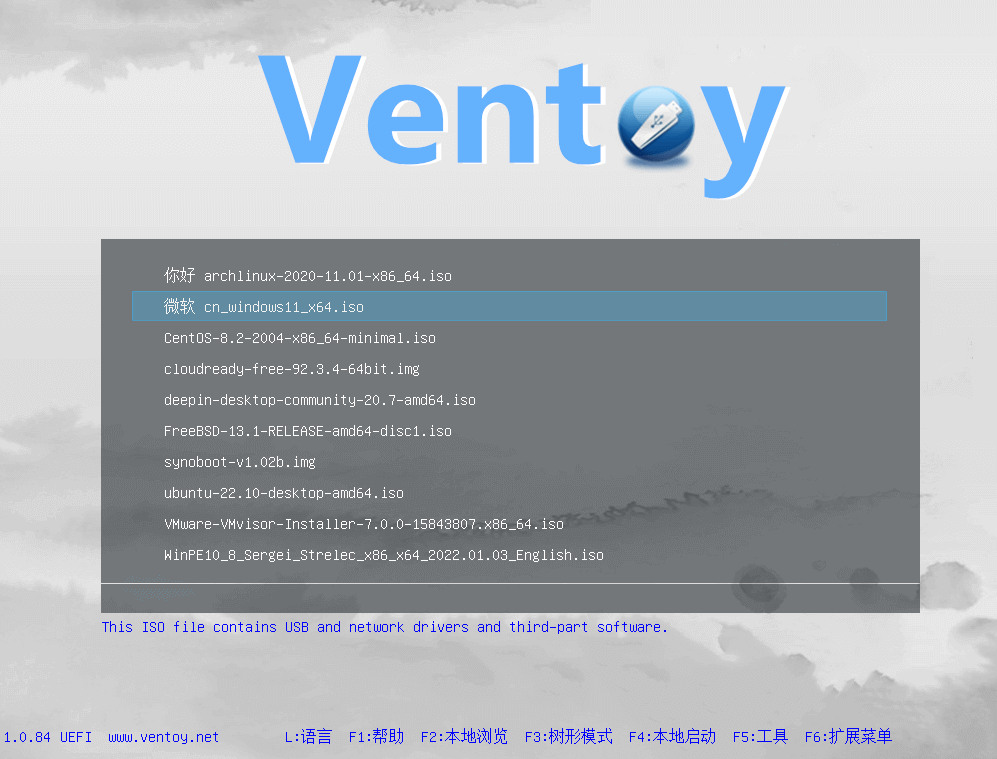 Ventoy
你好 archlinux-2020-11.01-x86_64.iso
微软 cn_windows11_x64.iso
CentOS-8.2-2004-x86_64-minimal.iso
cloudready-free-92.3.4-64bit.img
deepin-desktop-community-20.7-amd64.iso
FreeBSD-13.1-RELEASE-amd64-disc1.iso
synoboot-v1.02b.img
ubuntu-22.10-desktop-amd64.iso
VMware-VMvisor-Installer-7.0.0-15843807.x86_64.iso
WinPE10_8_Sergei_Strelec_x86_x64_2022.01.03_English.iso
This ISO file contains USB and network drivers and third-part software.
1.0.84 UEFI www.ventoy.net L:语言 F1:帮助 F2:本地浏览 F3:树形模式 F4:本地启动 F5:工具 F6:扩展菜单